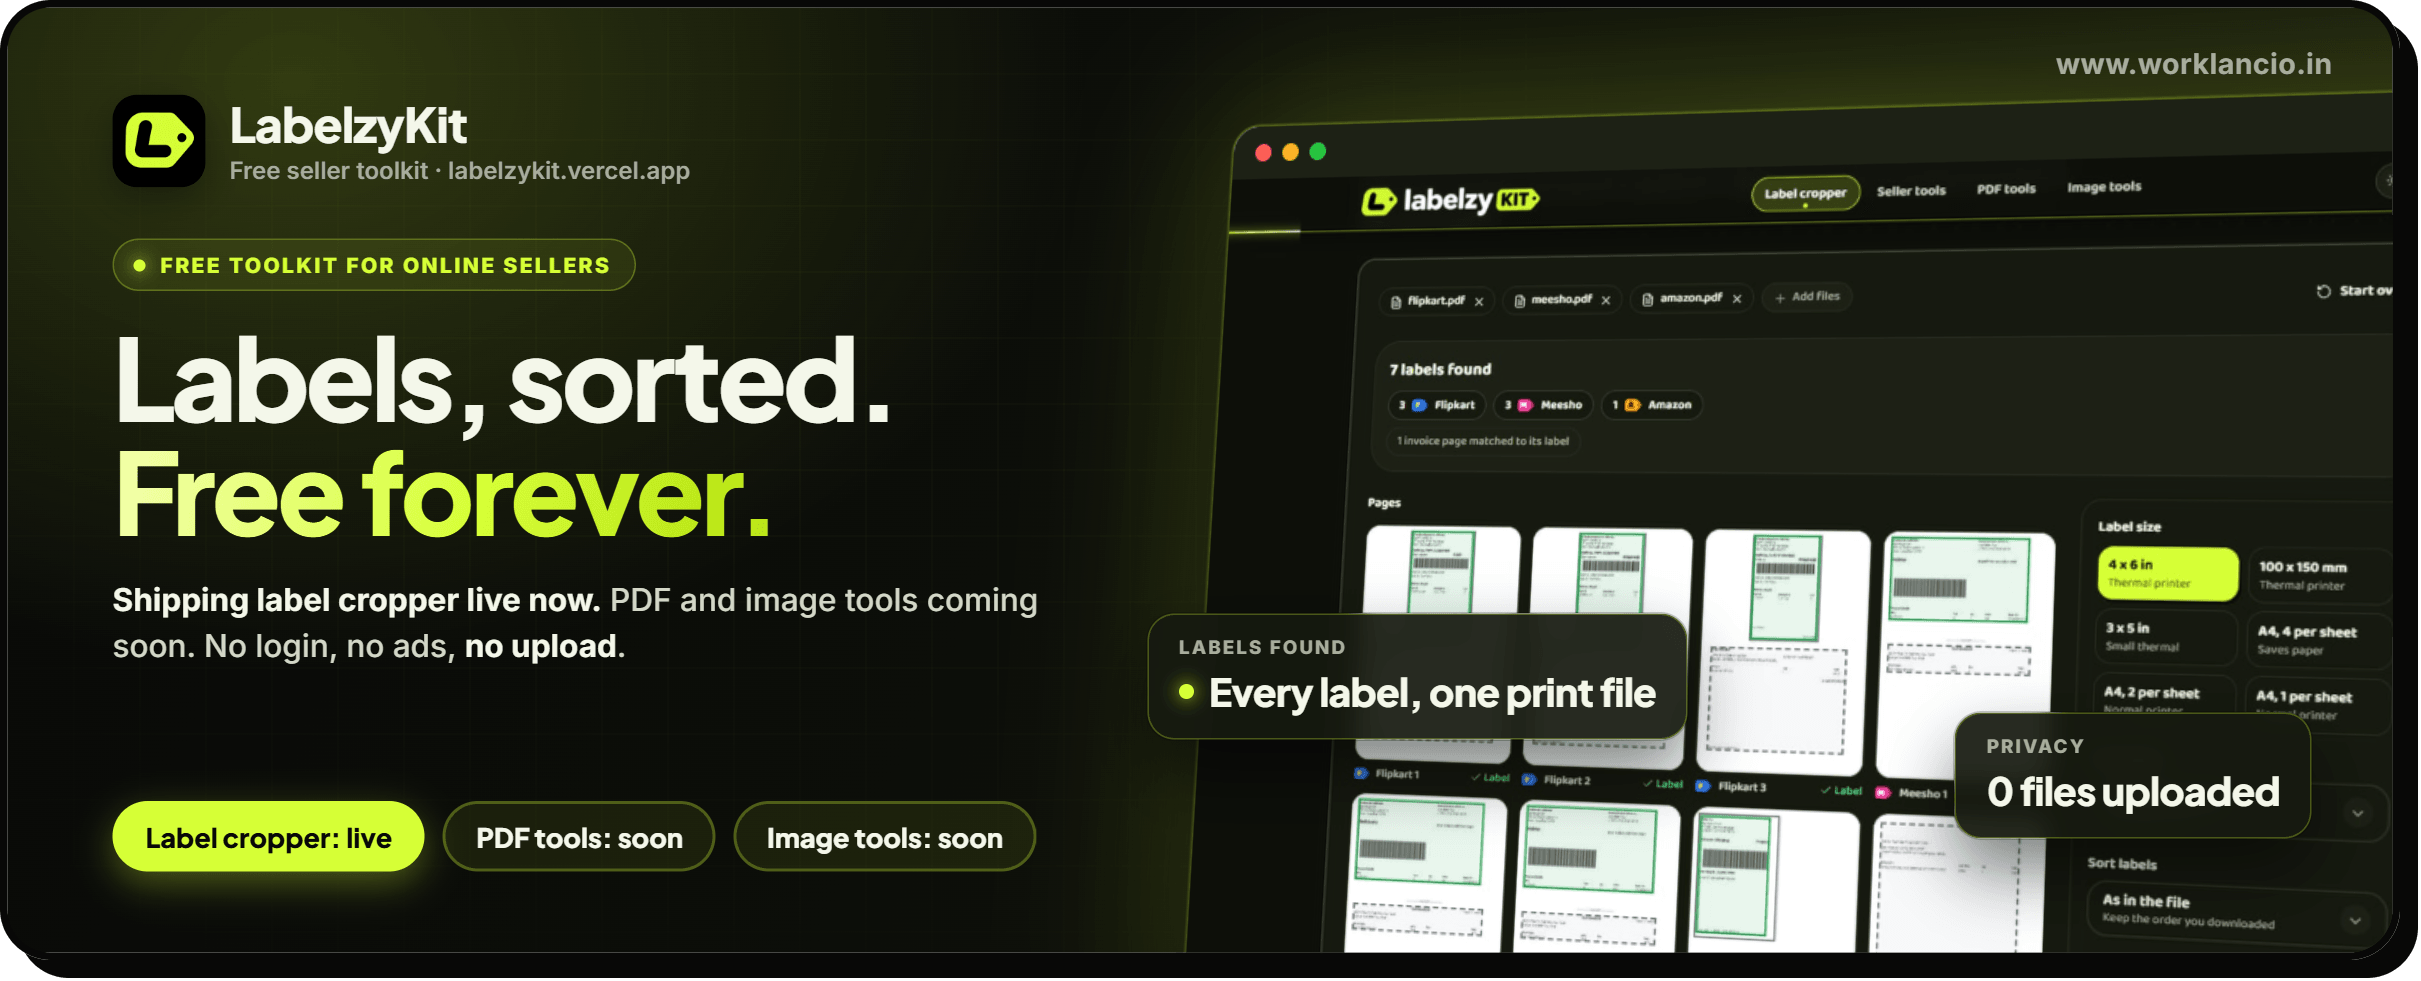 www.worklancio.in
LabelzyKit
Free seller toolkit · labelzykit.vercel.app
FREE TOOLKIT FOR ONLINE SELLERS
Labels, sorted.
Free forever.
Shipping label cropper live now. PDF and image tools coming
soon. No login, no ads, no upload.
Label cropper: live
PDF tools: soon
Image tools: soon
labelzy KIT
Label cropper
Seller tools
PDF tools
Image tools
flipkart.pdf
meesho.pdf
amazon.pdf
+ Add files
Start ov
7 labels found
3 Flipkart
3 Meesho
1 Amazon
1 invoice page matched to its label
Pages
LABELS FOUND
Every label, one print file
Flipkart 1
Label
Flipkart 2
Label
Flipkart 3
Label
Meesho 1
Label size
4 x 6 in
Thermal printer
100 x 150 mm
Thermal printer
3 x 5 in
Small thermal
A4, 4 per sheet
Saves paper
A4, 2 per sheet
Normal printer
A4, 1 per sheet
printer
PRIVACY
0 files uploaded
Sort labels
As in the file
Keep the order you downloaded